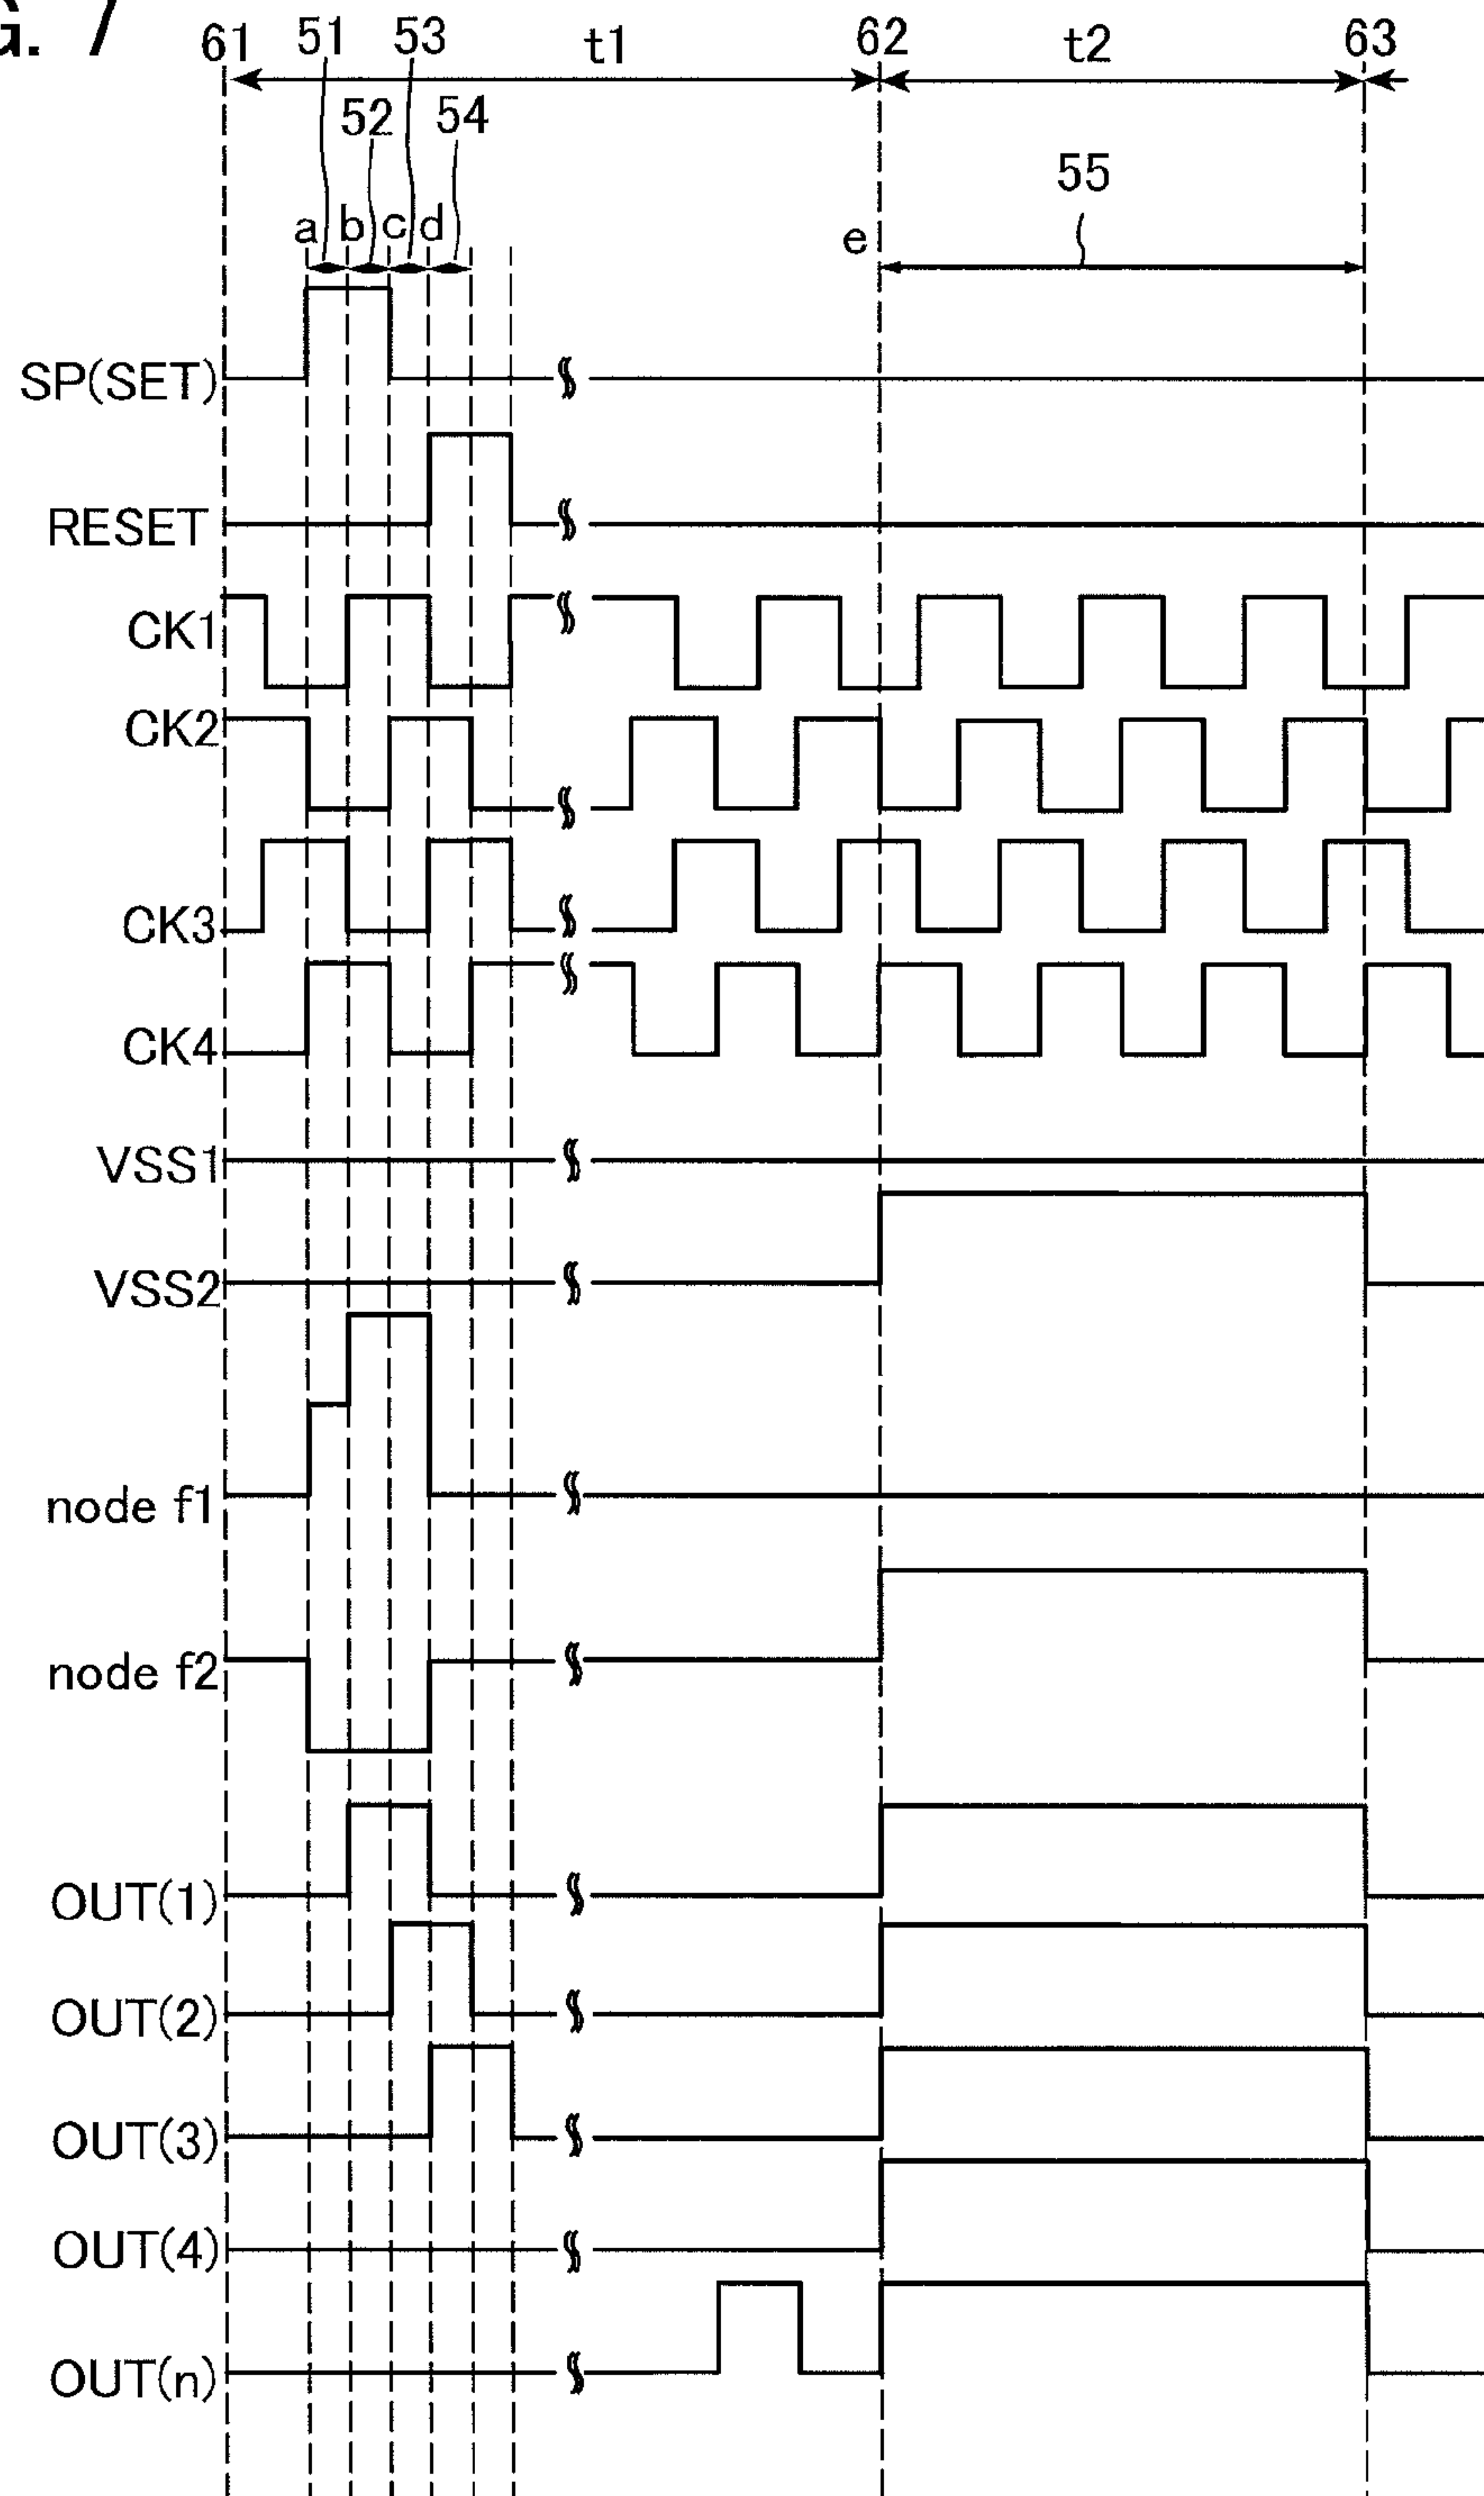 G. 7
61 51 53 t1 62 t2 63
52 54
55
a b c d e
SP(SET)
RESET
CK1
CK2
CK3
CK4
VSS1
VSS2
node f1
node f2
OUT(1)
OUT(2)
OUT(3)
OUT(4)
OUT(n)